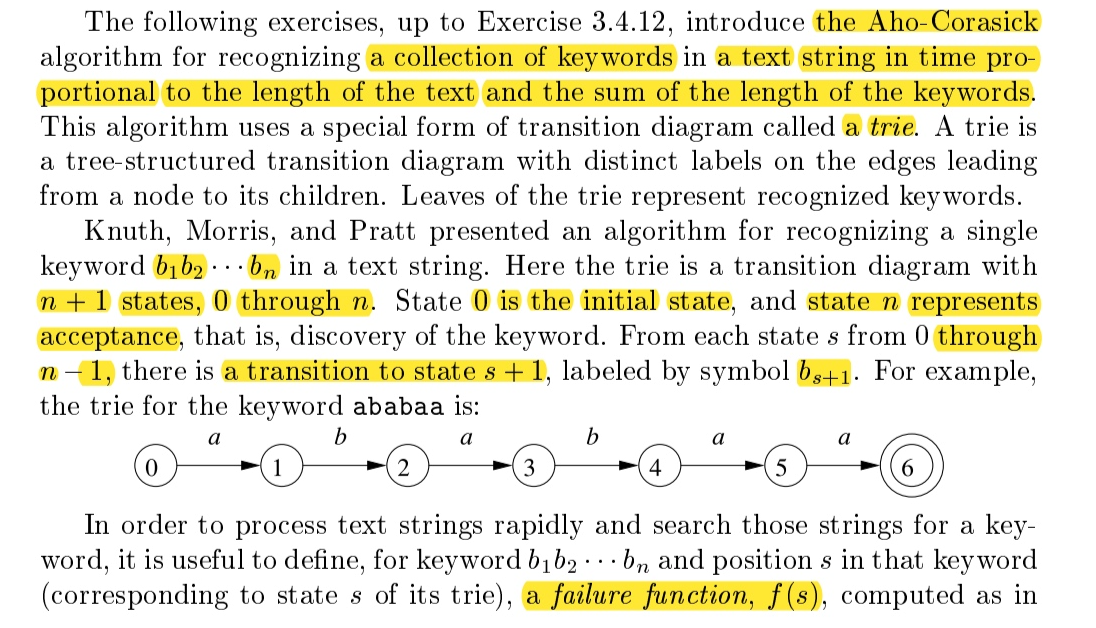 The following exercises, up to Exercise 3.4.12, introduce the Aho-Corasick
algorithm for recognizing a collection of keywords in a text string in time pro-
portional to the length of the text and the sum of the length of the keywords.
This algorithm uses a special form of transition diagram called a trie. A trie is
a tree-structured transition diagram with distinct labels on the edges leading
from a node to its children. Leaves of the trie represent recognized keywords.
Knuth, Morris, and Pratt presented an algorithm for recognizing a single
keyword b₁b₂ ··· bₙ in a text string. Here the trie is a transition diagram with
n + 1 states, 0 through n. State 0 is the initial state, and state n represents
acceptance, that is, discovery of the keyword. From each state s from 0 through
n − 1, there is a transition to state s + 1, labeled by symbol bₛ₊₁. For example,
the trie for the keyword ababaa is:
a b a b a a
0 1 2 3 4 5 6
In order to process text strings rapidly and search those strings for a key-
word, it is useful to define, for keyword b₁b₂ ··· bₙ and position s in that keyword
(corresponding to state s of its trie), a failure function, f(s), computed as in